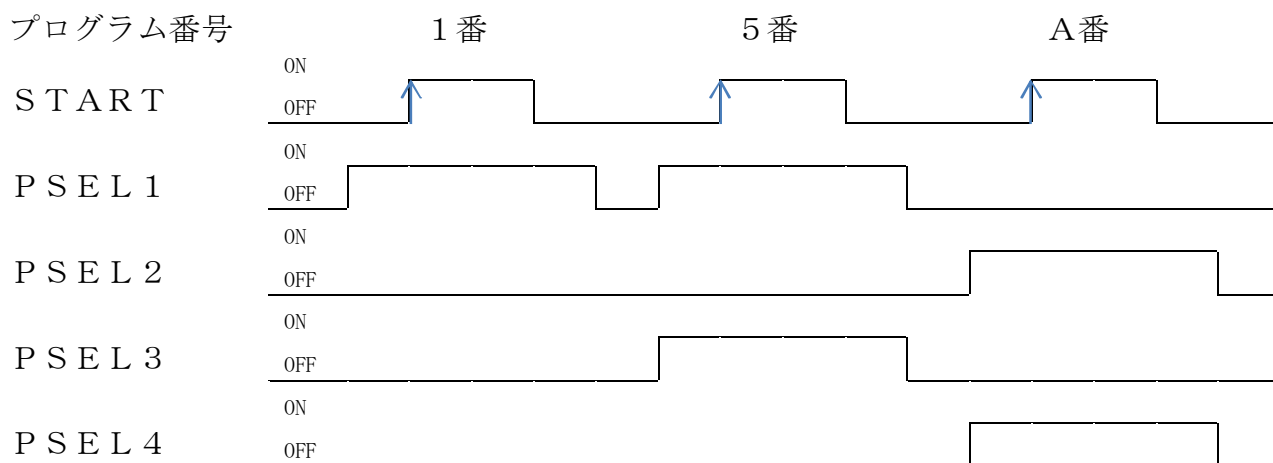 プログラム番号 1番 5番 A番
ON
START OFF
ON
PSEL1 OFF
ON
PSEL2 OFF
ON
PSEL3 OFF
ON
PSEL4 OFF